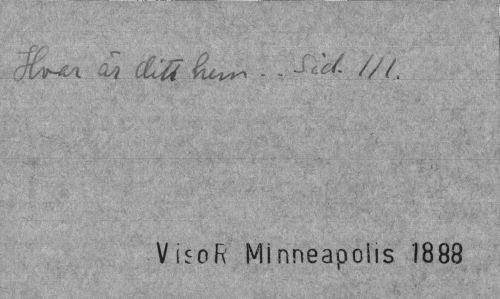 Hvar är ditt hem . . Sid. 111.
VisoR Minneapolis 1888